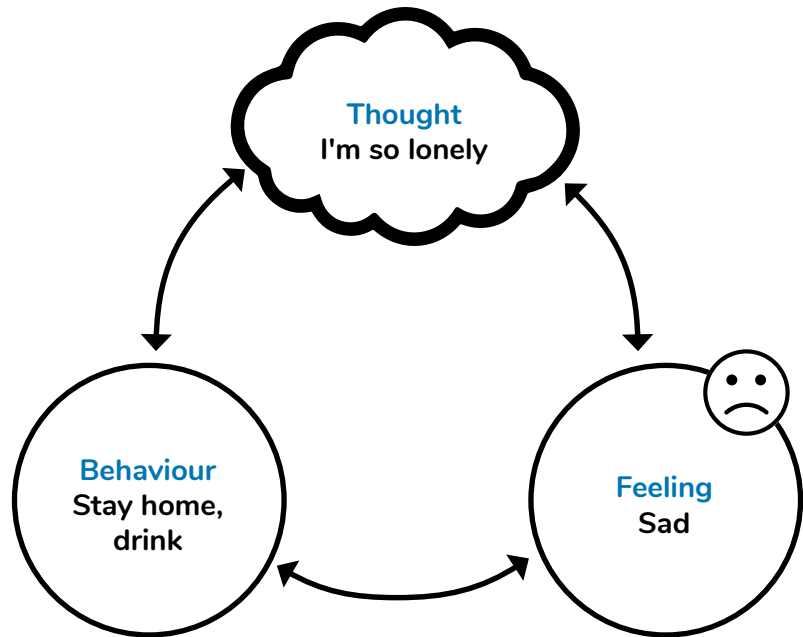 Thought
I'm so lonely
Behaviour
Stay home,
drink
Feeling
Sad